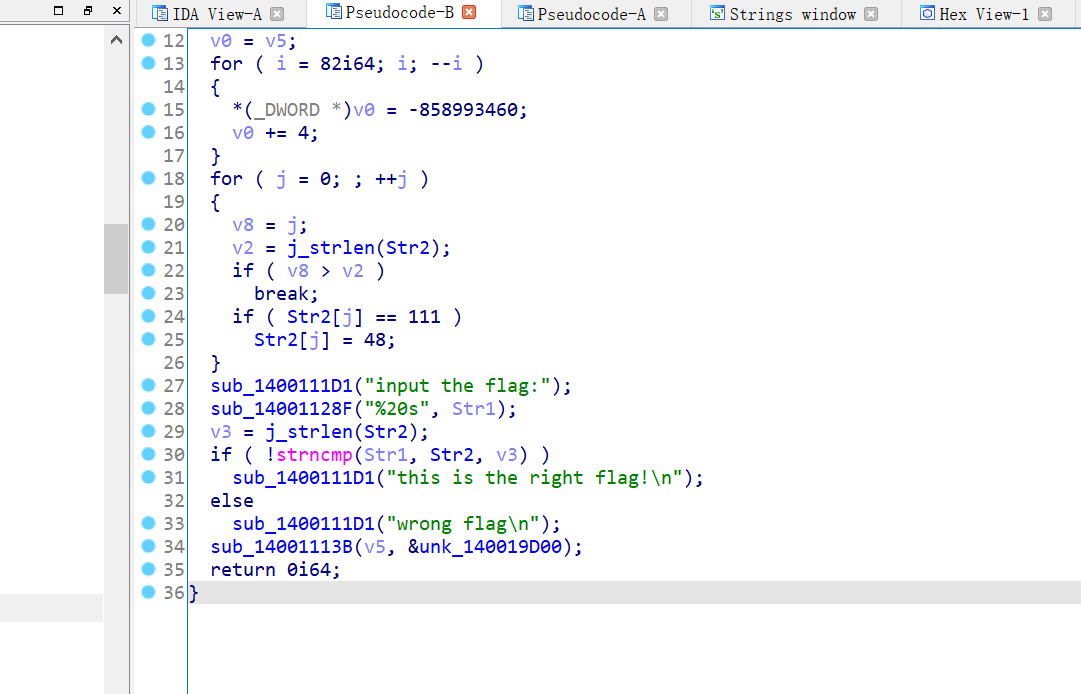 IDA View-A Pseudocode-B Pseudocode-A Strings window Hex View-1
12 v0 = v5;
13 for ( i = 82i64; i; --i )
14 {
15 *(_DWORD *)v0 = -858993460;
16 v0 += 4;
17 }
18 for ( j = 0; ; ++j )
19 {
20 v8 = j;
21 v2 = j_strlen(Str2);
22 if ( v8 > v2 )
23 break;
24 if ( Str2[j] == 111 )
25 Str2[j] = 48;
26 }
27 sub_1400111D1("input the flag:");
28 sub_14001128F("%20s", Str1);
29 v3 = j_strlen(Str2);
30 if ( !strncmp(Str1, Str2, v3) )
31 sub_1400111D1("this is the right flag!\n");
32 else
33 sub_1400111D1("wrong flag\n");
34 sub_14001113B(v5, &unk_140019D00);
35 return 0i64;
36 }